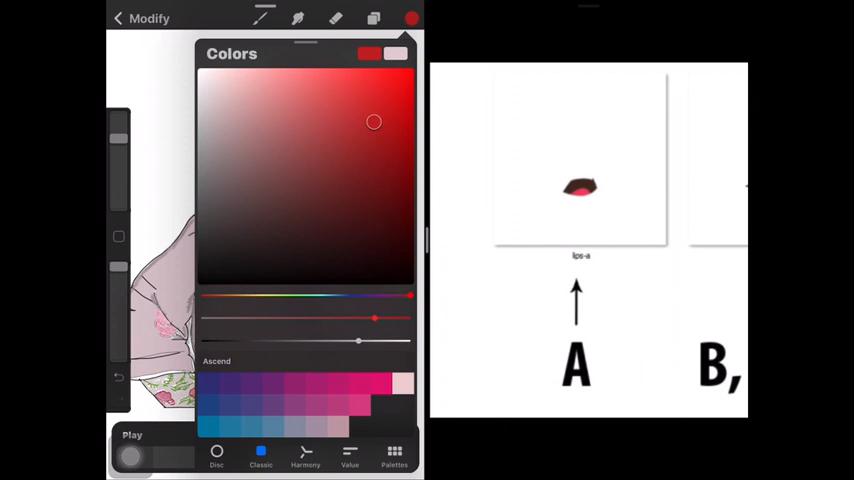 Modify
Colors
Ascend
Play
Disc
Classic
Harmony
Value
Palettes
lips-a
A
B,